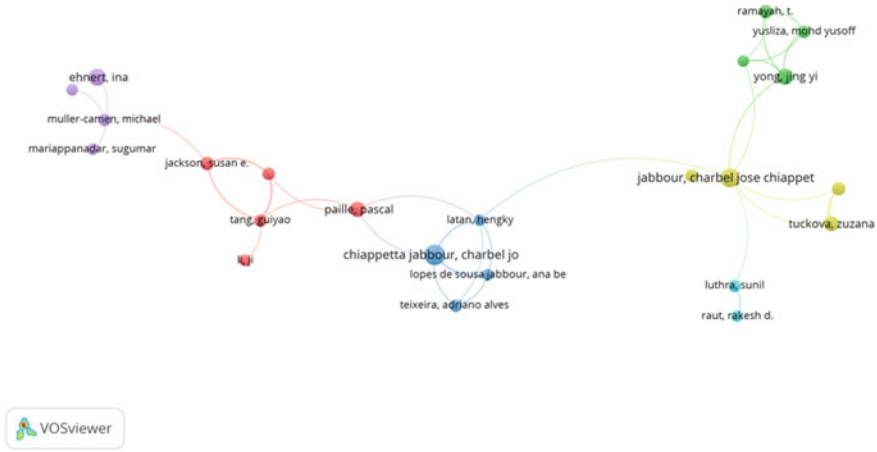 ramayah, t.
yusliza, mohd yusoff
yong, jing yi
ehnert, ina
muller-camen, michael
mariappanadar, sugumar
jackson, susan e.
jabbour, charbel jose chiappet
paille, pascal
tang, guiyao
latan, hengky
tuckova, zuzana
chiappetta jabbour, charbel jo
li, ji
lopes de sousa jabbour, ana be
luthra, sunil
teixeira, adriano alves
raut, rakesh d.
VOSviewer